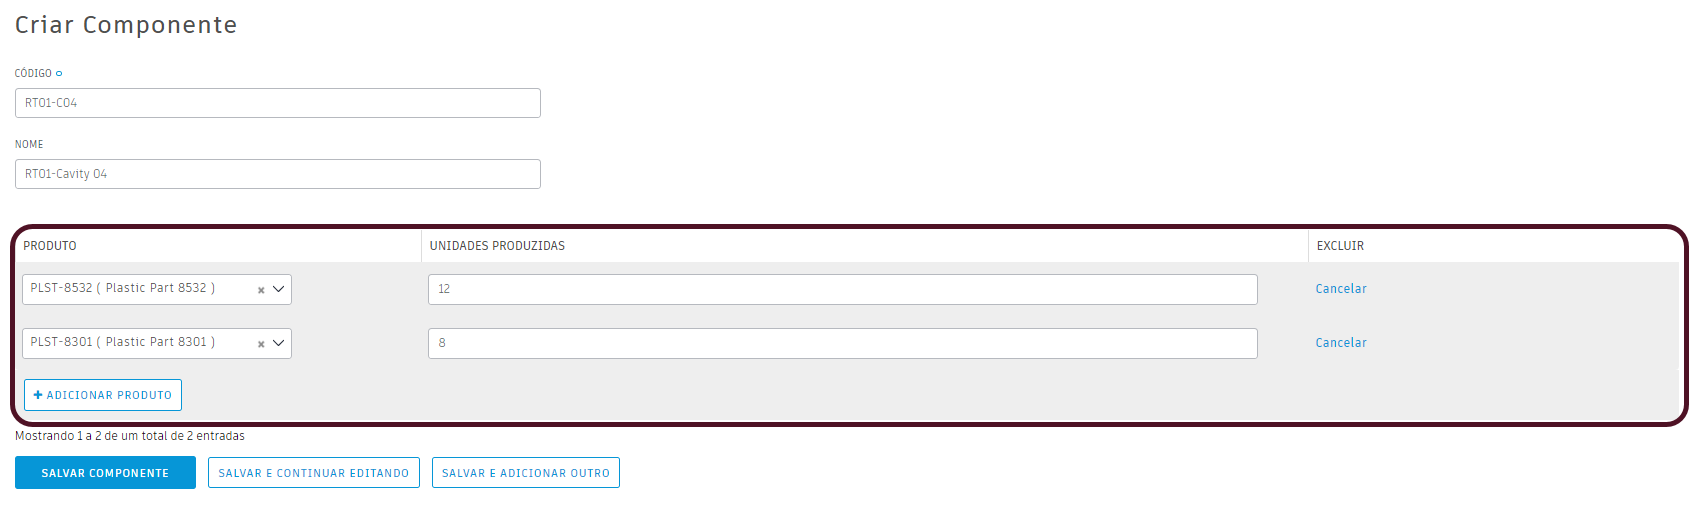 Criar Componente
CÓDIGO
RT01-C04
NOME
RT01-Cavity 04
PRODUTO UNIDADES PRODUZIDAS EXCLUIR
PLST-8532 ( Plastic Part 8532 ) × 12 Cancelar
PLST-8301 ( Plastic Part 8301 ) × 8 Cancelar
+ ADICIONAR PRODUTO
Mostrando 1 a 2 de um total de 2 entradas
SALVAR COMPONENTE SALVAR E CONTINUAR EDITANDO SALVAR E ADICIONAR OUTRO